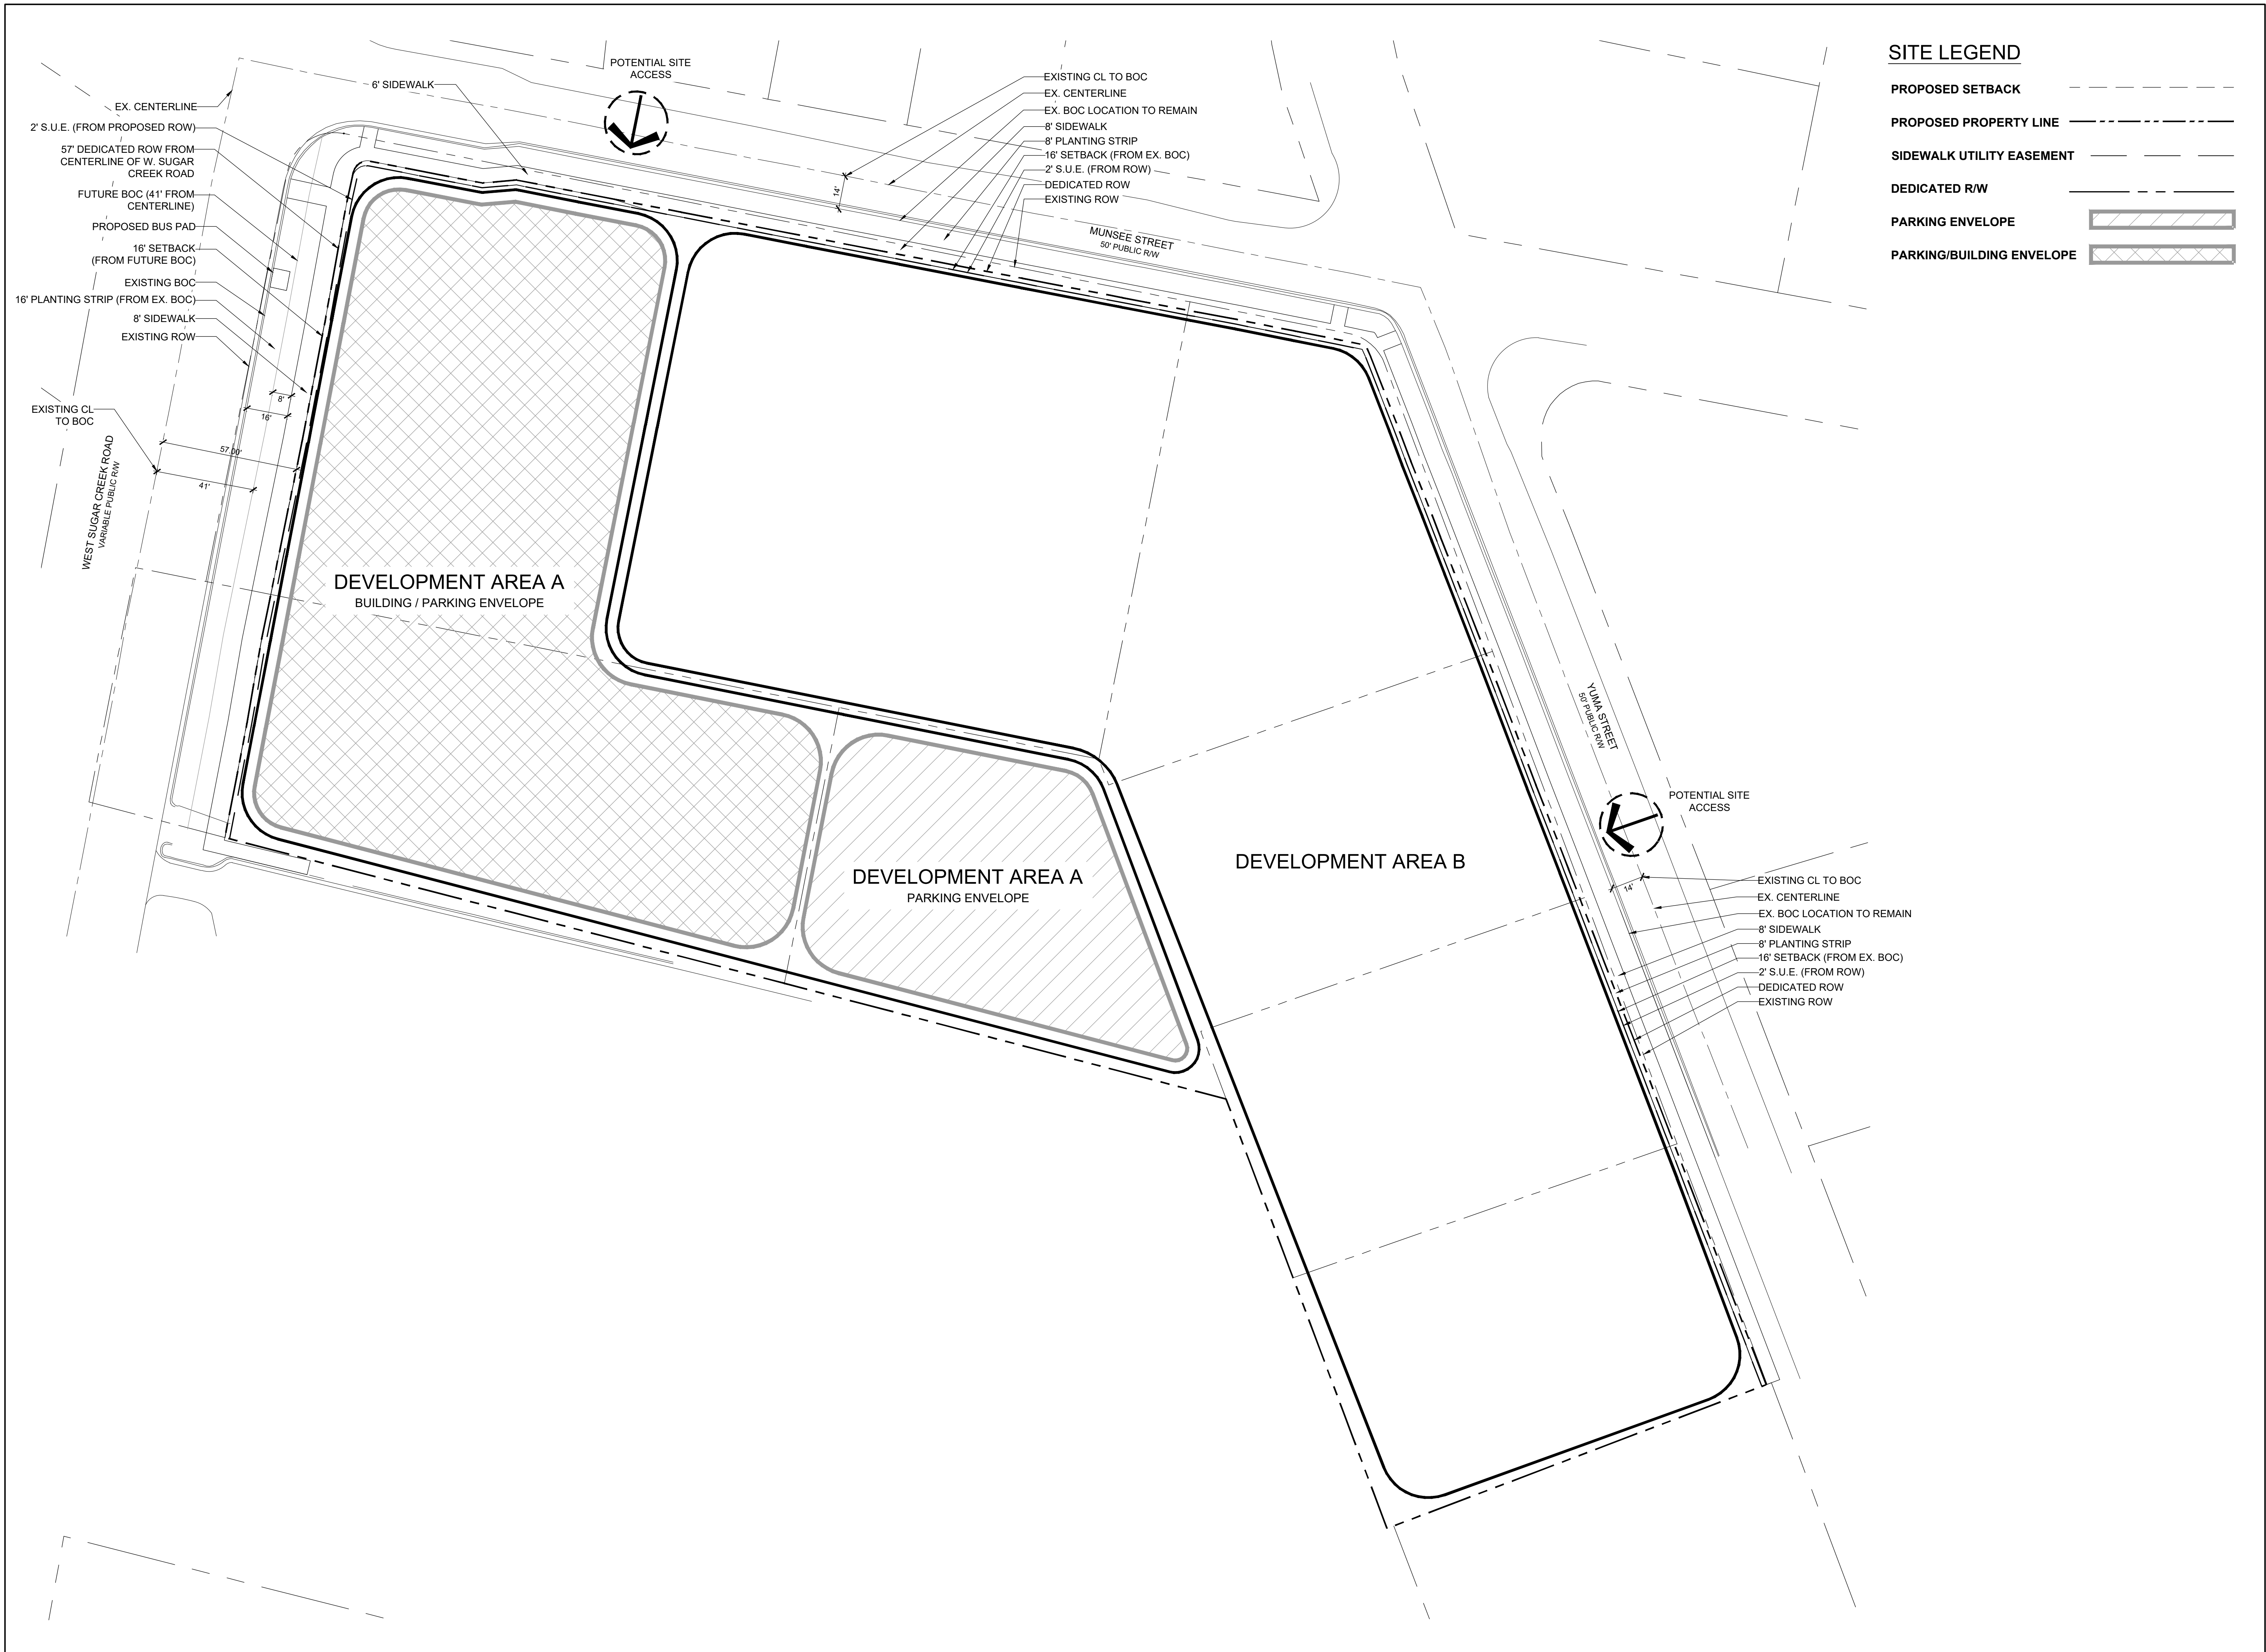 SITE LEGEND
PROPOSED SETBACK
PROPOSED PROPERTY LINE
SIDEWALK UTILITY EASEMENT
DEDICATED R/W
PARKING ENVELOPE
PARKING/BUILDING ENVELOPE
POTENTIAL SITE
ACCESS
6' SIDEWALK
EX. CENTERLINE
2' S.U.E. (FROM PROPOSED ROW)
57' DEDICATED ROW FROM
CENTERLINE OF W. SUGAR
CREEK ROAD
FUTURE BOC (41' FROM
CENTERLINE)
PROPOSED BUS PAD
16' SETBACK
(FROM FUTURE BOC)
EXISTING BOC
16' PLANTING STRIP (FROM EX. BOC)
8' SIDEWALK
EXISTING ROW
EXISTING CL
TO BOC
8'
16'
57.00'
41'
WEST SUGAR CREEK ROAD
VARIABLE PUBLIC R/W
EXISTING CL TO BOC
EX. CENTERLINE
EX. BOC LOCATION TO REMAIN
8' SIDEWALK
8' PLANTING STRIP
16' SETBACK (FROM EX. BOC)
2' S.U.E. (FROM ROW)
DEDICATED ROW
EXISTING ROW
14'
MUNSEE STREET
50' PUBLIC R/W
DEVELOPMENT AREA A
BUILDING / PARKING ENVELOPE
DEVELOPMENT AREA A
PARKING ENVELOPE
DEVELOPMENT AREA B
YUMA STREET
50' PUBLIC R/W
POTENTIAL SITE
ACCESS
14'
EXISTING CL TO BOC
EX. CENTERLINE
EX. BOC LOCATION TO REMAIN
8' SIDEWALK
8' PLANTING STRIP
16' SETBACK (FROM EX. BOC)
2' S.U.E. (FROM ROW)
DEDICATED ROW
EXISTING ROW